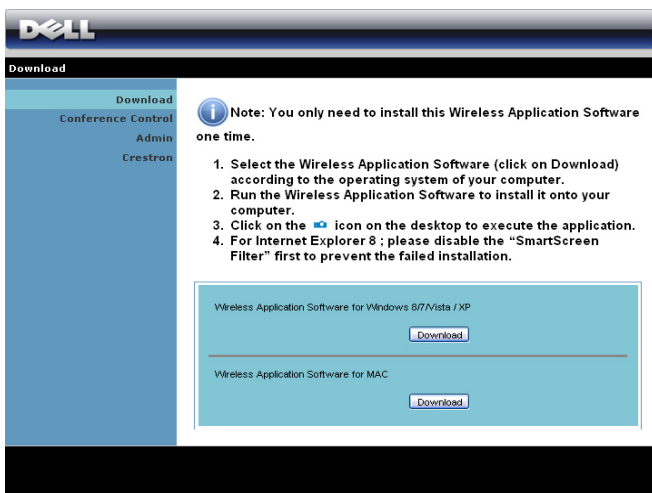 DELL
Download
Download
Conference Control
Admin
Crestron
Note: You only need to install this Wireless Application Software
one time.
1. Select the Wireless Application Software (click on Download)
according to the operating system of your computer.
2. Run the Wireless Application Software to install it onto your
computer.
3. Click on the icon on the desktop to execute the application.
4. For Internet Explorer 8 ; please disable the “SmartScreen
Filter” first to prevent the failed installation.
Wireless Application Software for Windows 8/7/Vista / XP
Download
Wireless Application Software for MAC
Download